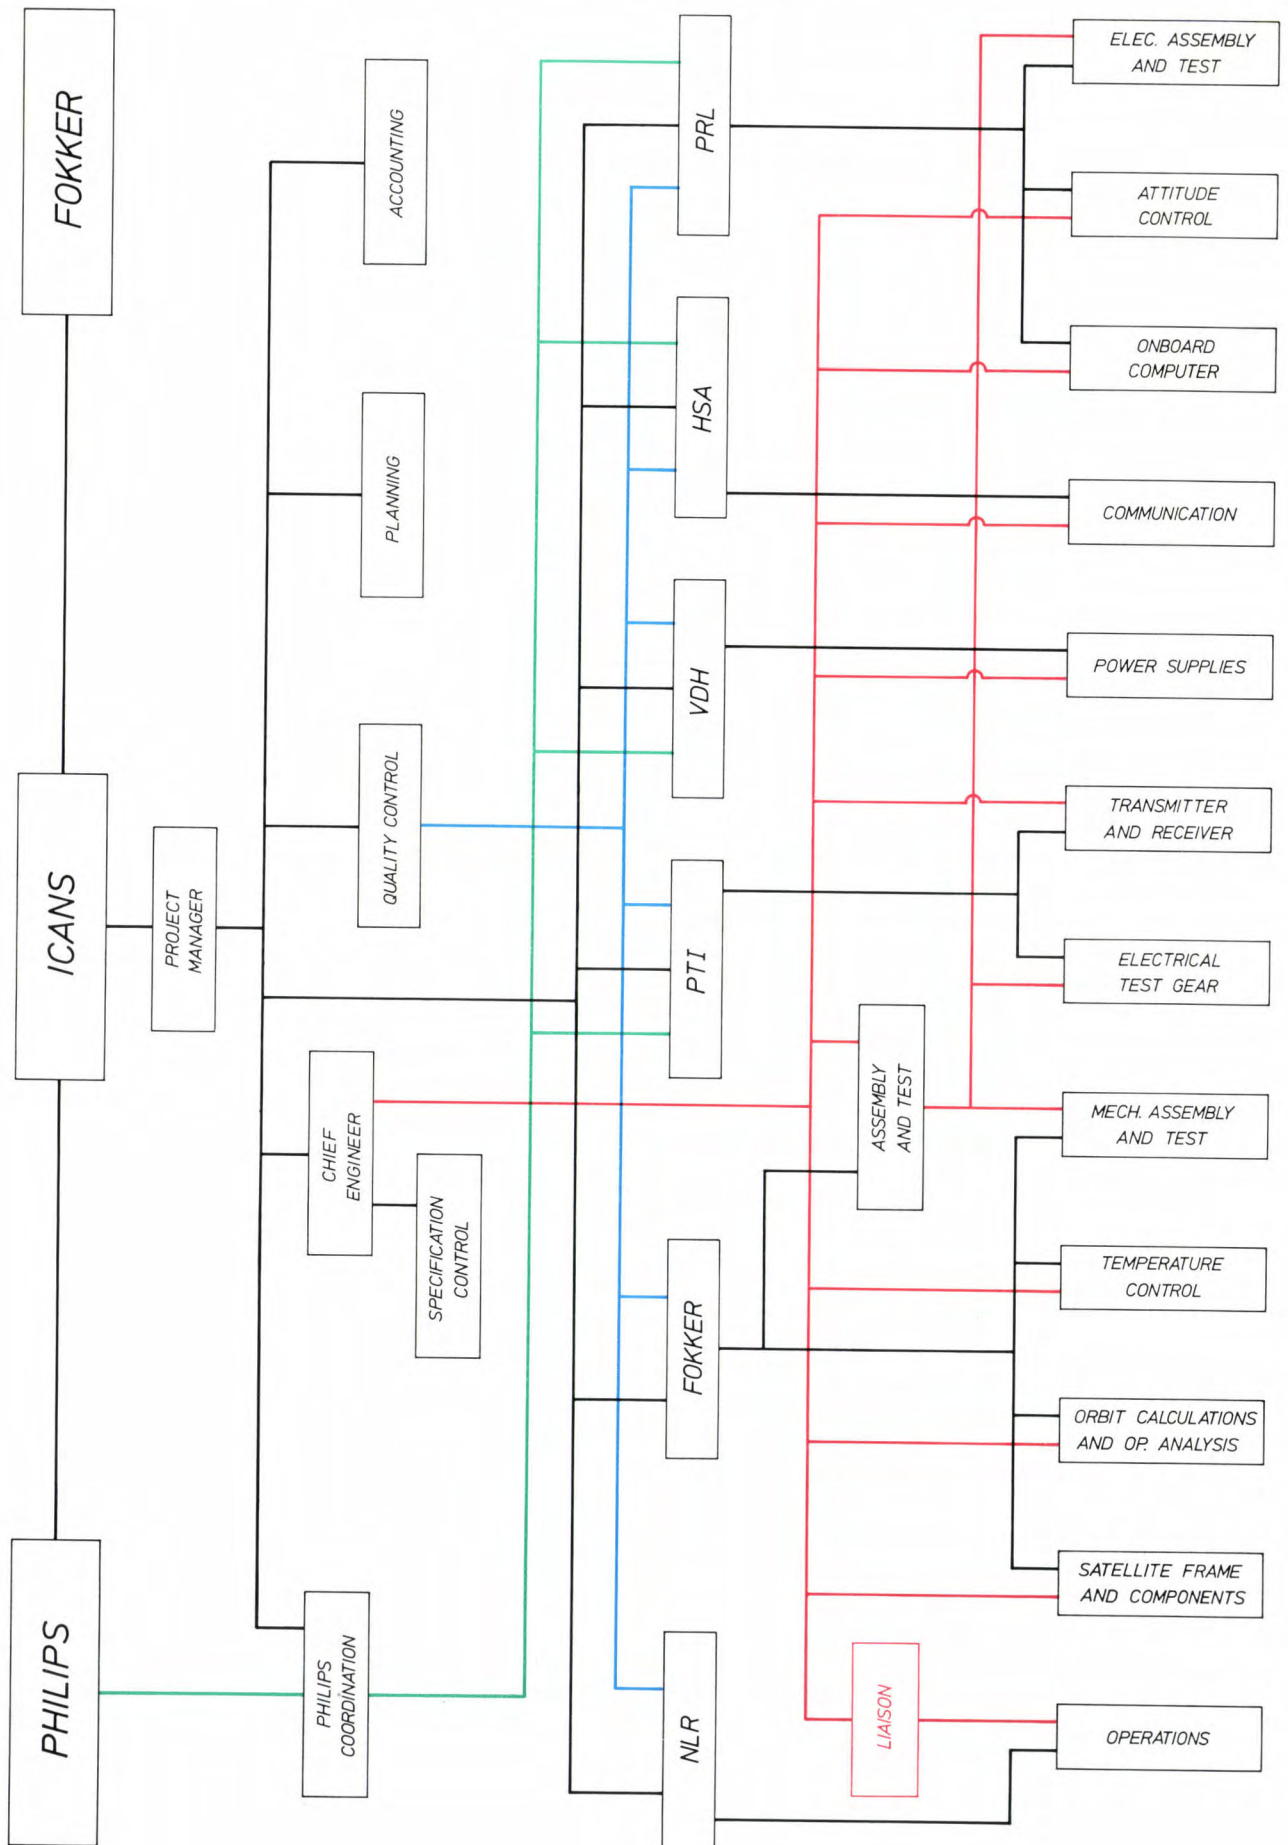 PHILIPS
ICANS
FOKKER
PROJECT
MANAGER
PHILIPS
COORDINATION
CHIEF
ENGINEER
SPECIFICATION
CONTROL
QUALITY CONTROL
PLANNING
ACCOUNTING
NLR
FOKKER
PTI
VDH
HSA
PRL
LIAISON
ASSEMBLY
AND TEST
OPERATIONS
SATELLITE FRAME
AND COMPONENTS
ORBIT CALCULATIONS
AND OP. ANALYSIS
TEMPERATURE
CONTROL
MECH. ASSEMBLY
AND TEST
ELECTRICAL
TEST GEAR
TRANSMITTER
AND RECEIVER
POWER SUPPLIES
COMMUNICATION
ONBOARD
COMPUTER
ATTITUDE
CONTROL
ELEC. ASSEMBLY
AND TEST